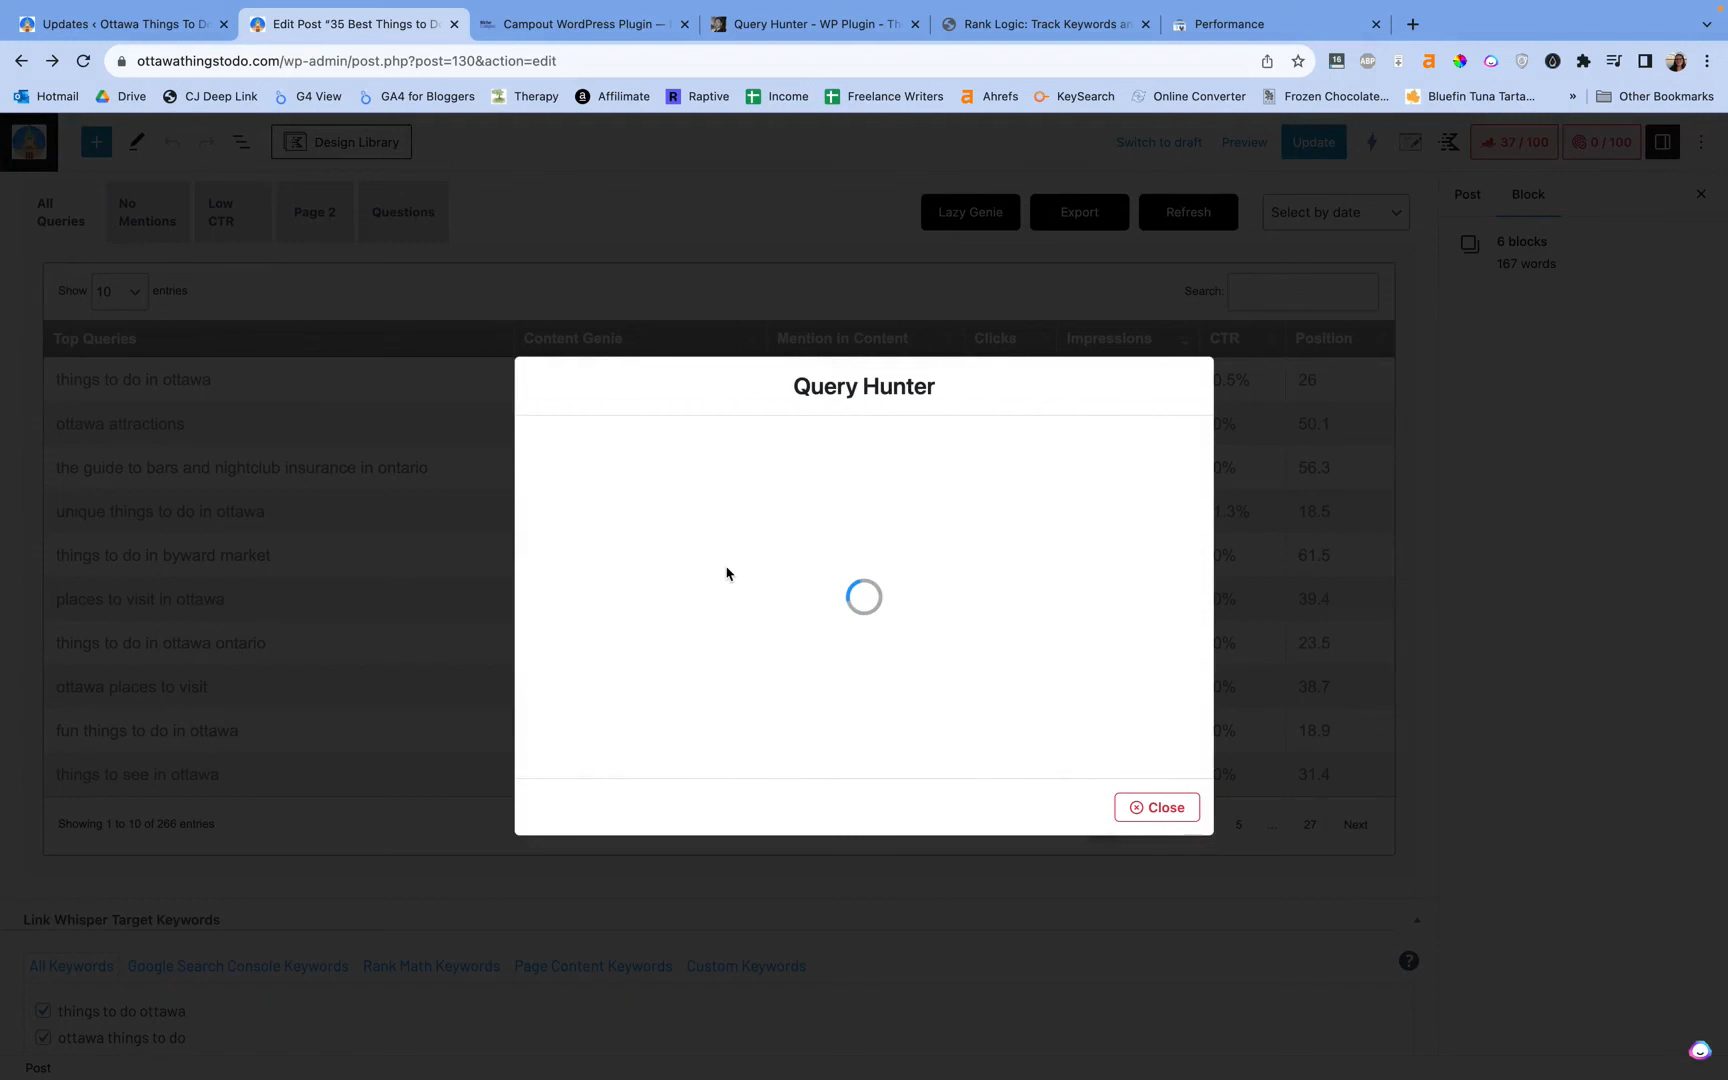 Updates ‹ Ottawa Things To D
Edit Post “35 Best Things to D
Campout WordPress Plugin —
Query Hunter - WP Plugin - Th
Rank Logic: Track Keywords an
Performance
ottawathingstodo.com/wp-admin/post.php?post=130&action=edit
16
ABP
Hotmail
Drive
CJ Deep Link
G4 View
GA4 for Bloggers
Therapy
Affilimate
Raptive
Income
Freelance Writers
Ahrefs
KeySearch
Online Converter
Frozen Chocolate...
Bluefin Tuna Tarta...
»
Other Bookmarks
Design Library
Switch to draft
Preview
Update
37 / 100
0 / 100
All
Queries
No
Mentions
Low
CTR
Page 2
Questions
Lazy Genie
Export
Refresh
Select by date
Post
Block
6 blocks
167 words
Show 10 entries
Search:
Top Queries Content Genie Mention in Content Clicks Impressions CTR Position
things to do in ottawa 0.5% 26
ottawa attractions 0% 50.1
the guide to bars and nightclub insurance in ontario 0% 56.3
unique things to do in ottawa 1.3% 18.5
things to do in byward market 0% 61.5
places to visit in ottawa 0% 39.4
things to do in ottawa ontario 0% 23.5
ottawa places to visit 0% 38.7
fun things to do in ottawa 0% 18.9
things to see in ottawa 0% 31.4
Query Hunter
Close
Showing 1 to 10 of 266 entries
5 ... 27 Next
Link Whisper Target Keywords
All Keywords
Google Search Console Keywords
Rank Math Keywords
Page Content Keywords
Custom Keywords
?
things to do ottawa
ottawa things to do
Post